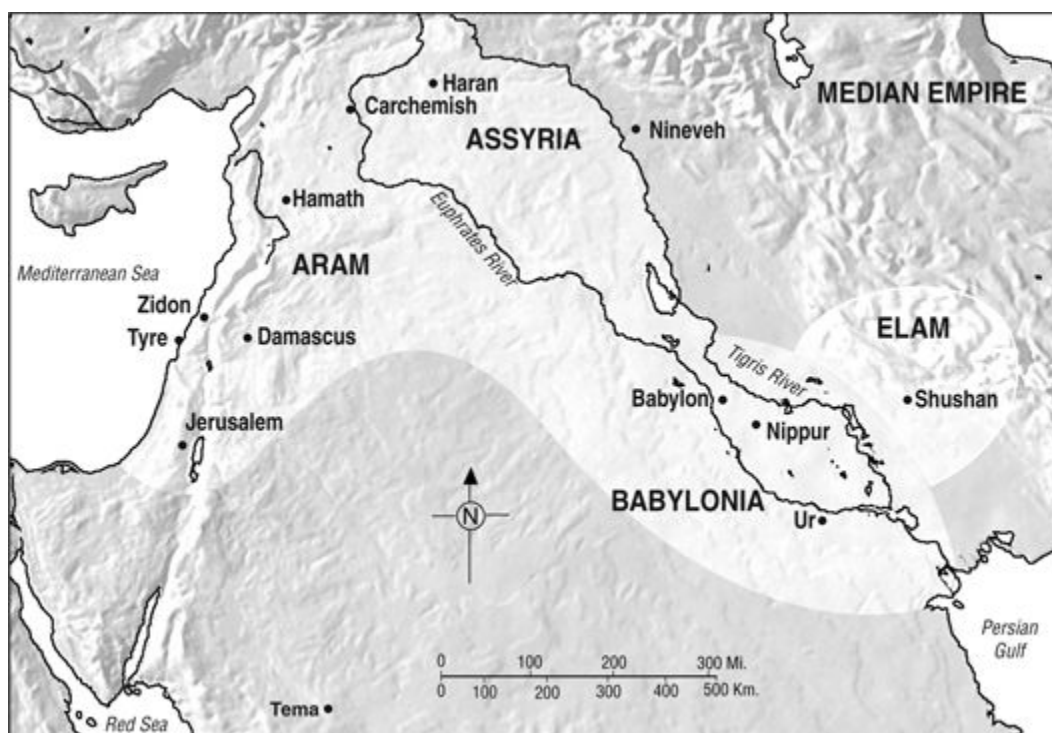 Haran
Carchemish
MEDIAN EMPIRE
ASSYRIA
Nineveh
Hamath
Euphrates River
Mediterranean Sea
ARAM
Zidon
Tyre
Damascus
ELAM
Tigris River
Babylon
Shushan
Nippur
Jerusalem
BABYLONIA
N
Ur
Persian
Gulf
0 100 200 300 Mi.
0 100 200 300 400 500 Km.
Tema
Red Sea